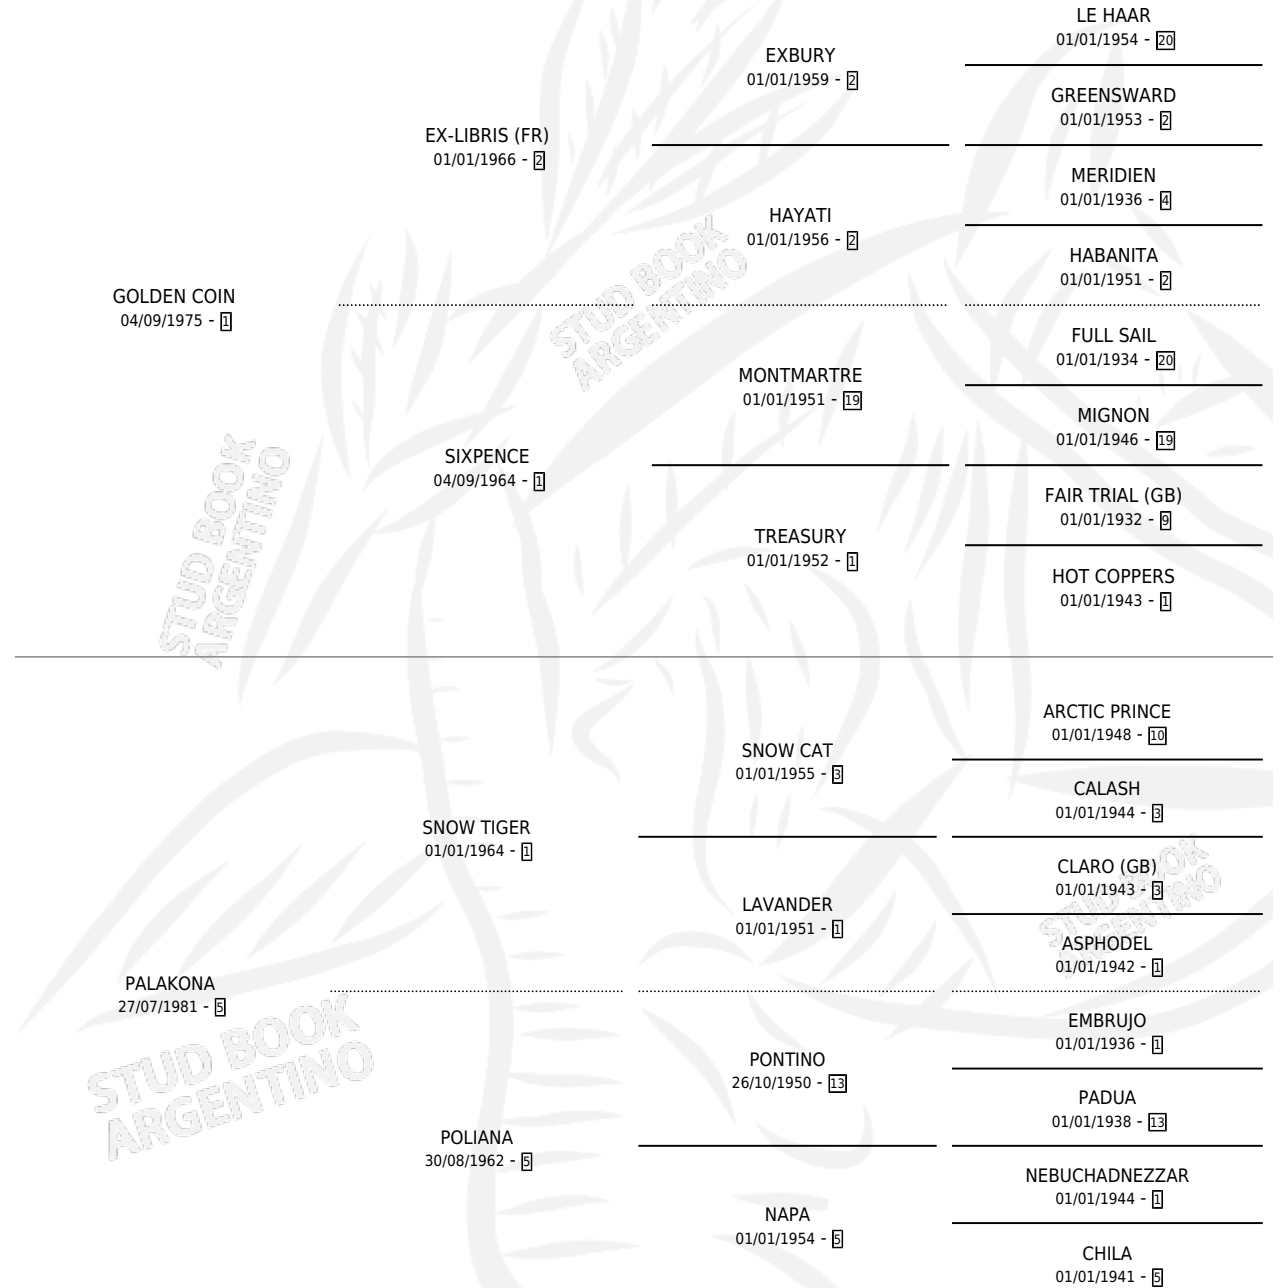 LE HAAR
01/01/1954 - 20
EXBURY
01/01/1959 - 2
GREENSWARD
01/01/1953 - 2
EX-LIBRIS (FR)
01/01/1966 - 2
MERIDIEN
01/01/1936 - 4
HAYATI
01/01/1956 - 2
HABANITA
01/01/1951 - 2
GOLDEN COIN
04/09/1975 - 1
FULL SAIL
01/01/1934 - 20
MONTMARTRE
01/01/1951 - 19
MIGNON
01/01/1946 - 19
SIXPENCE
04/09/1964 - 1
FAIR TRIAL (GB)
01/01/1932 - 9
TREASURY
01/01/1952 - 1
HOT COPPERS
01/01/1943 - 1
ARCTIC PRINCE
01/01/1948 - 10
SNOW CAT
01/01/1955 - 3
CALASH
01/01/1944 - 3
SNOW TIGER
01/01/1964 - 1
CLARO (GB)
01/01/1943 - 3
LAVANDER
01/01/1951 - 1
ASPHODEL
01/01/1942 - 1
PALAKONA
27/07/1981 - 5
EMBRUJO
01/01/1936 - 1
PONTINO
26/10/1950 - 13
PADUA
01/01/1938 - 13
POLIANA
30/08/1962 - 5
NEBUCHADNEZZAR
01/01/1944 - 1
NAPA
01/01/1954 - 5
CHILA
01/01/1941 - 5
STUD BOOK
ARGENTINO
STUD BOOK
ARGENTINO
STUD BOOK
ARGENTINO
STUD BOOK
ARGENTINO